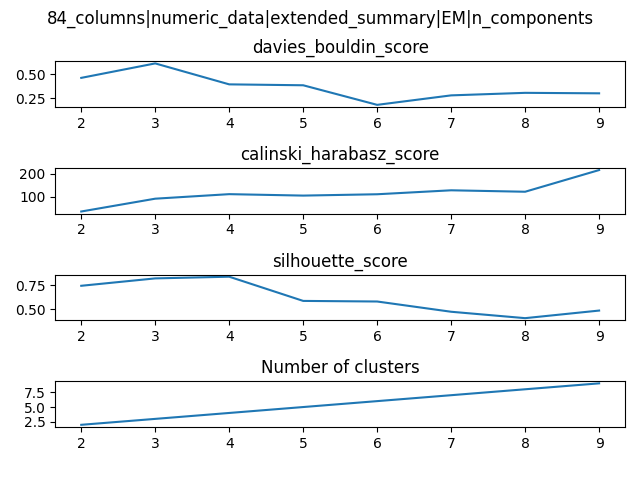 84_columns|numeric_data|extended_summary|EM|n_components
davies_bouldin_score
0.50
0.25
2 3 4 5 6 7 8 9
calinski_harabasz_score
200
100
2 3 4 5 6 7 8 9
silhouette_score
0.75
0.50
2 3 4 5 6 7 8 9
Number of clusters
7.5
5.0
2.5
2 3 4 5 6 7 8 9